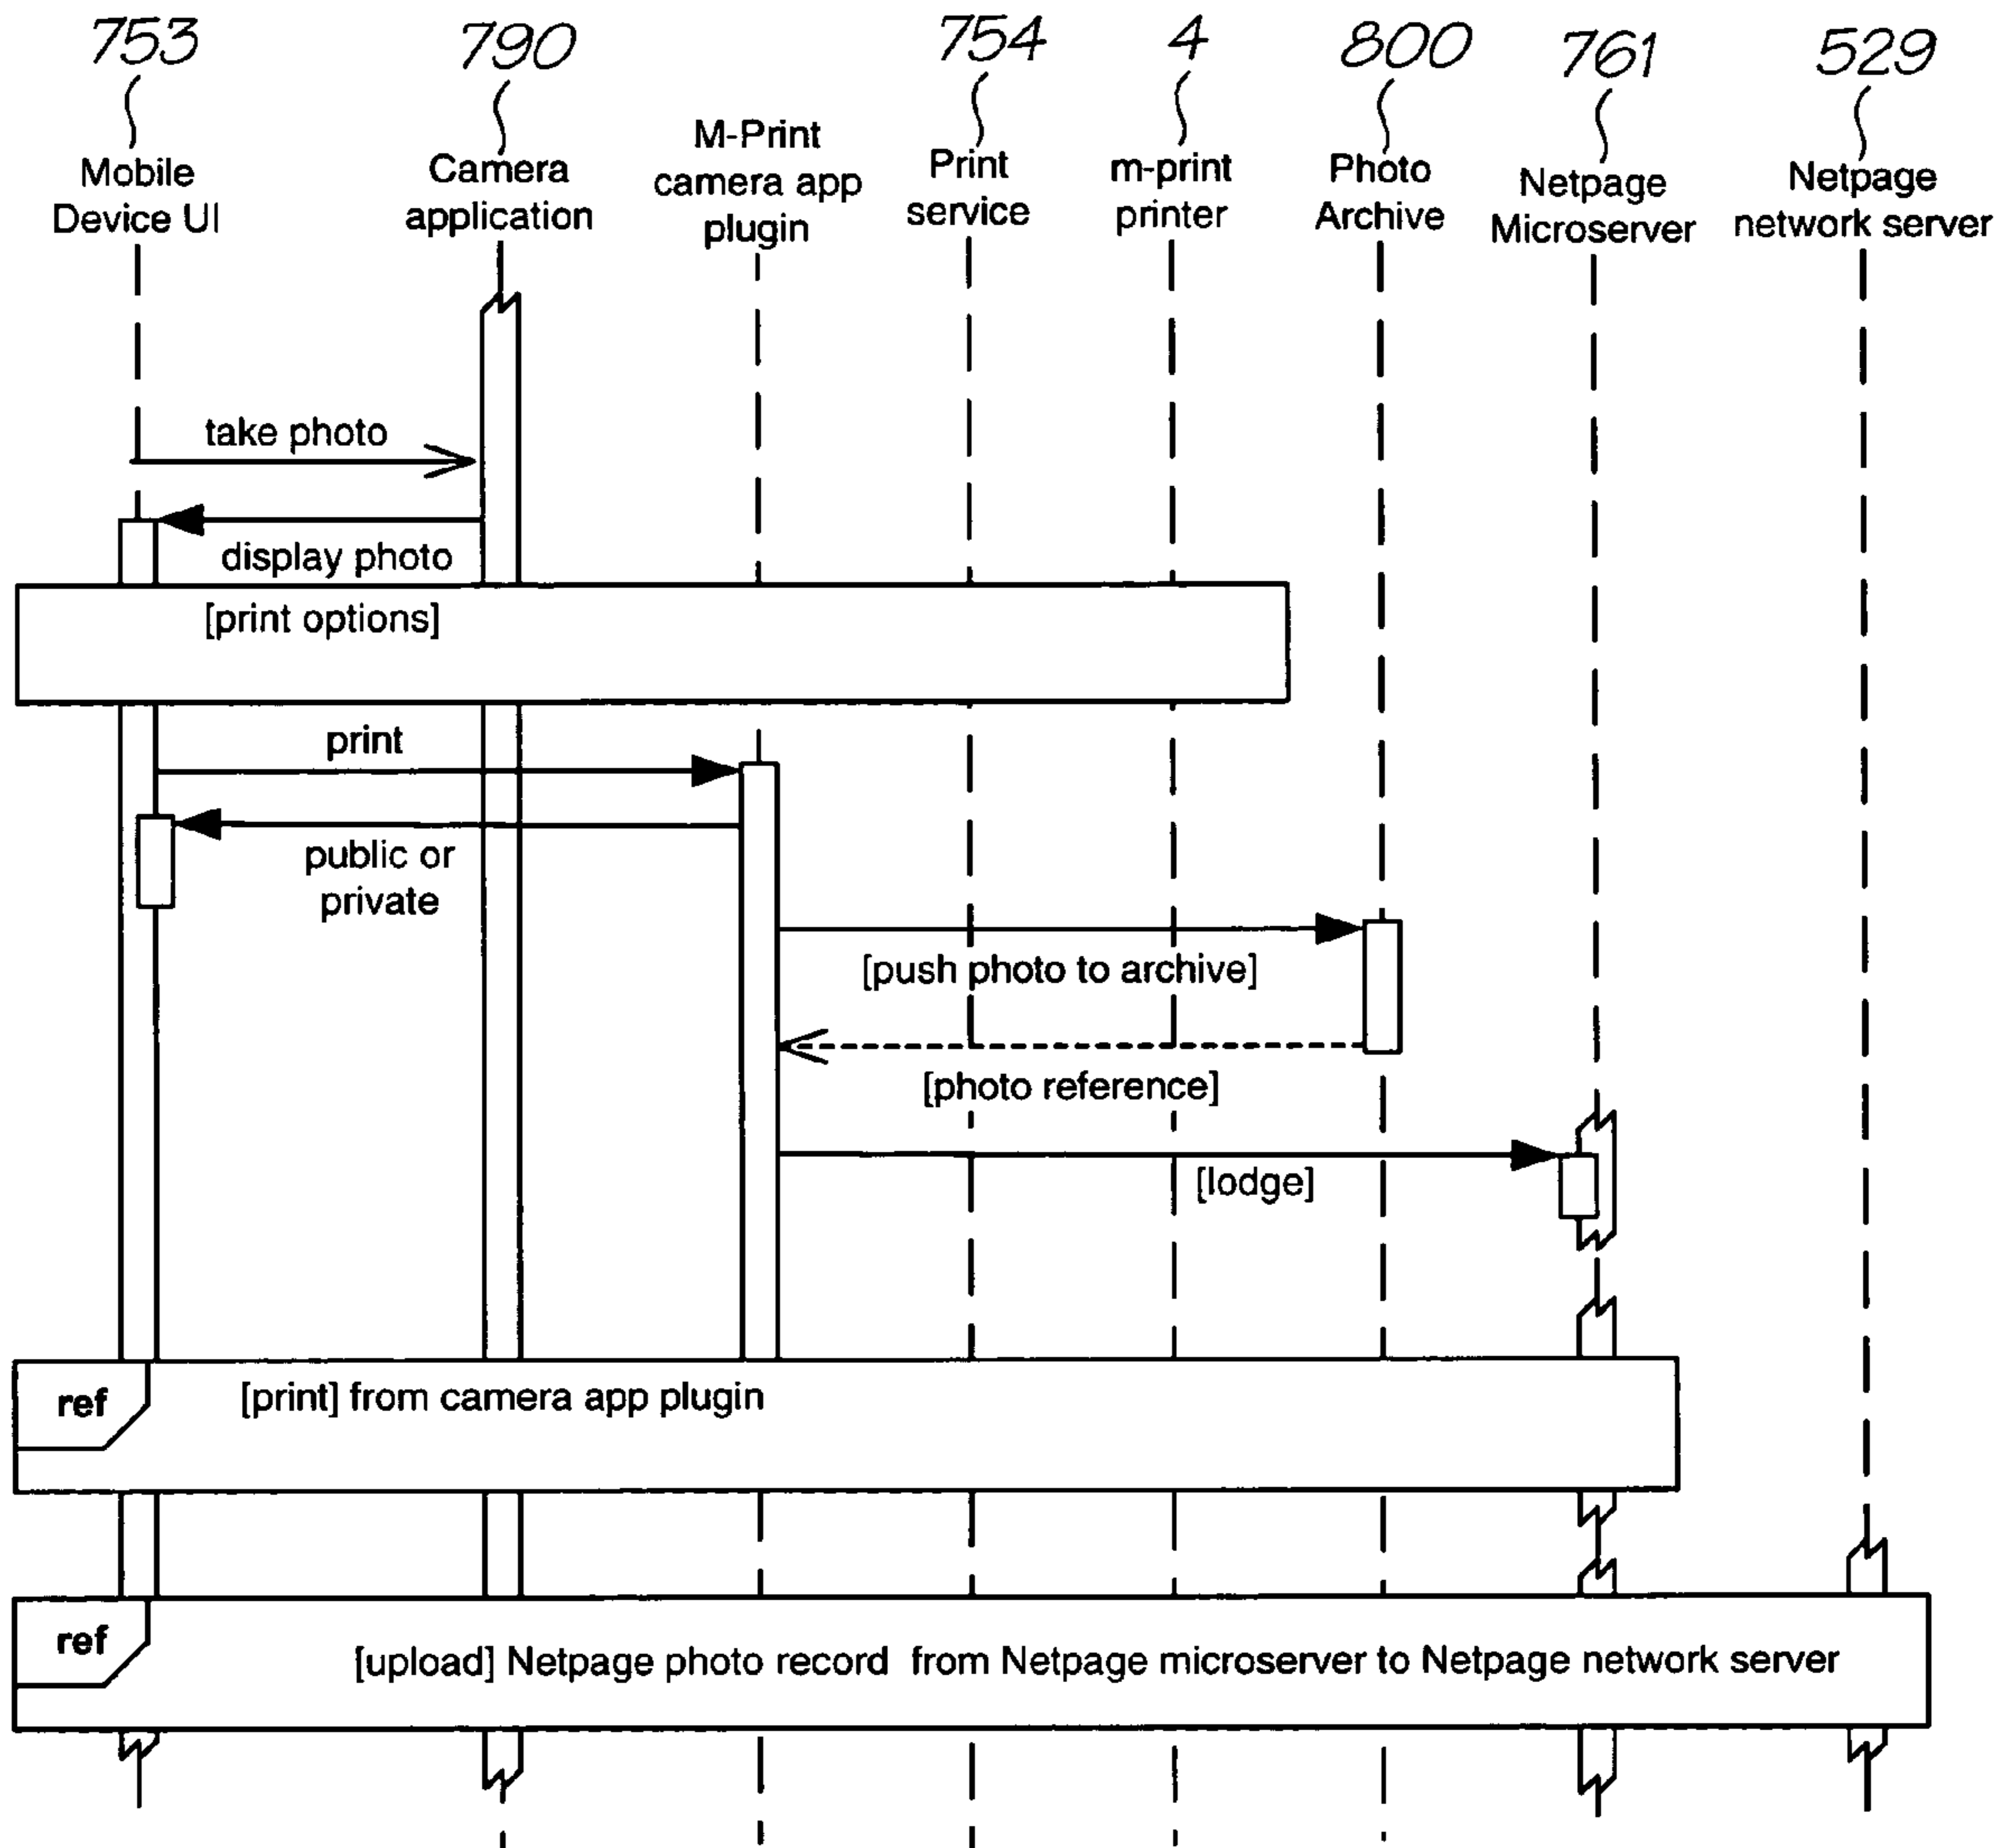 753
790
754
4
800
761
529
Mobile
Device UI
Camera
application
M-Print
camera app
plugin
Print
service
m-print
printer
Photo
Archive
Netpage
Microserver
Netpage
network server
take photo
display photo
[print options]
print
public or
private
[push photo to archive]
[photo reference]
[lodge]
ref
[print] from camera app plugin
ref
[upload] Netpage photo record from Netpage microserver to Netpage network server